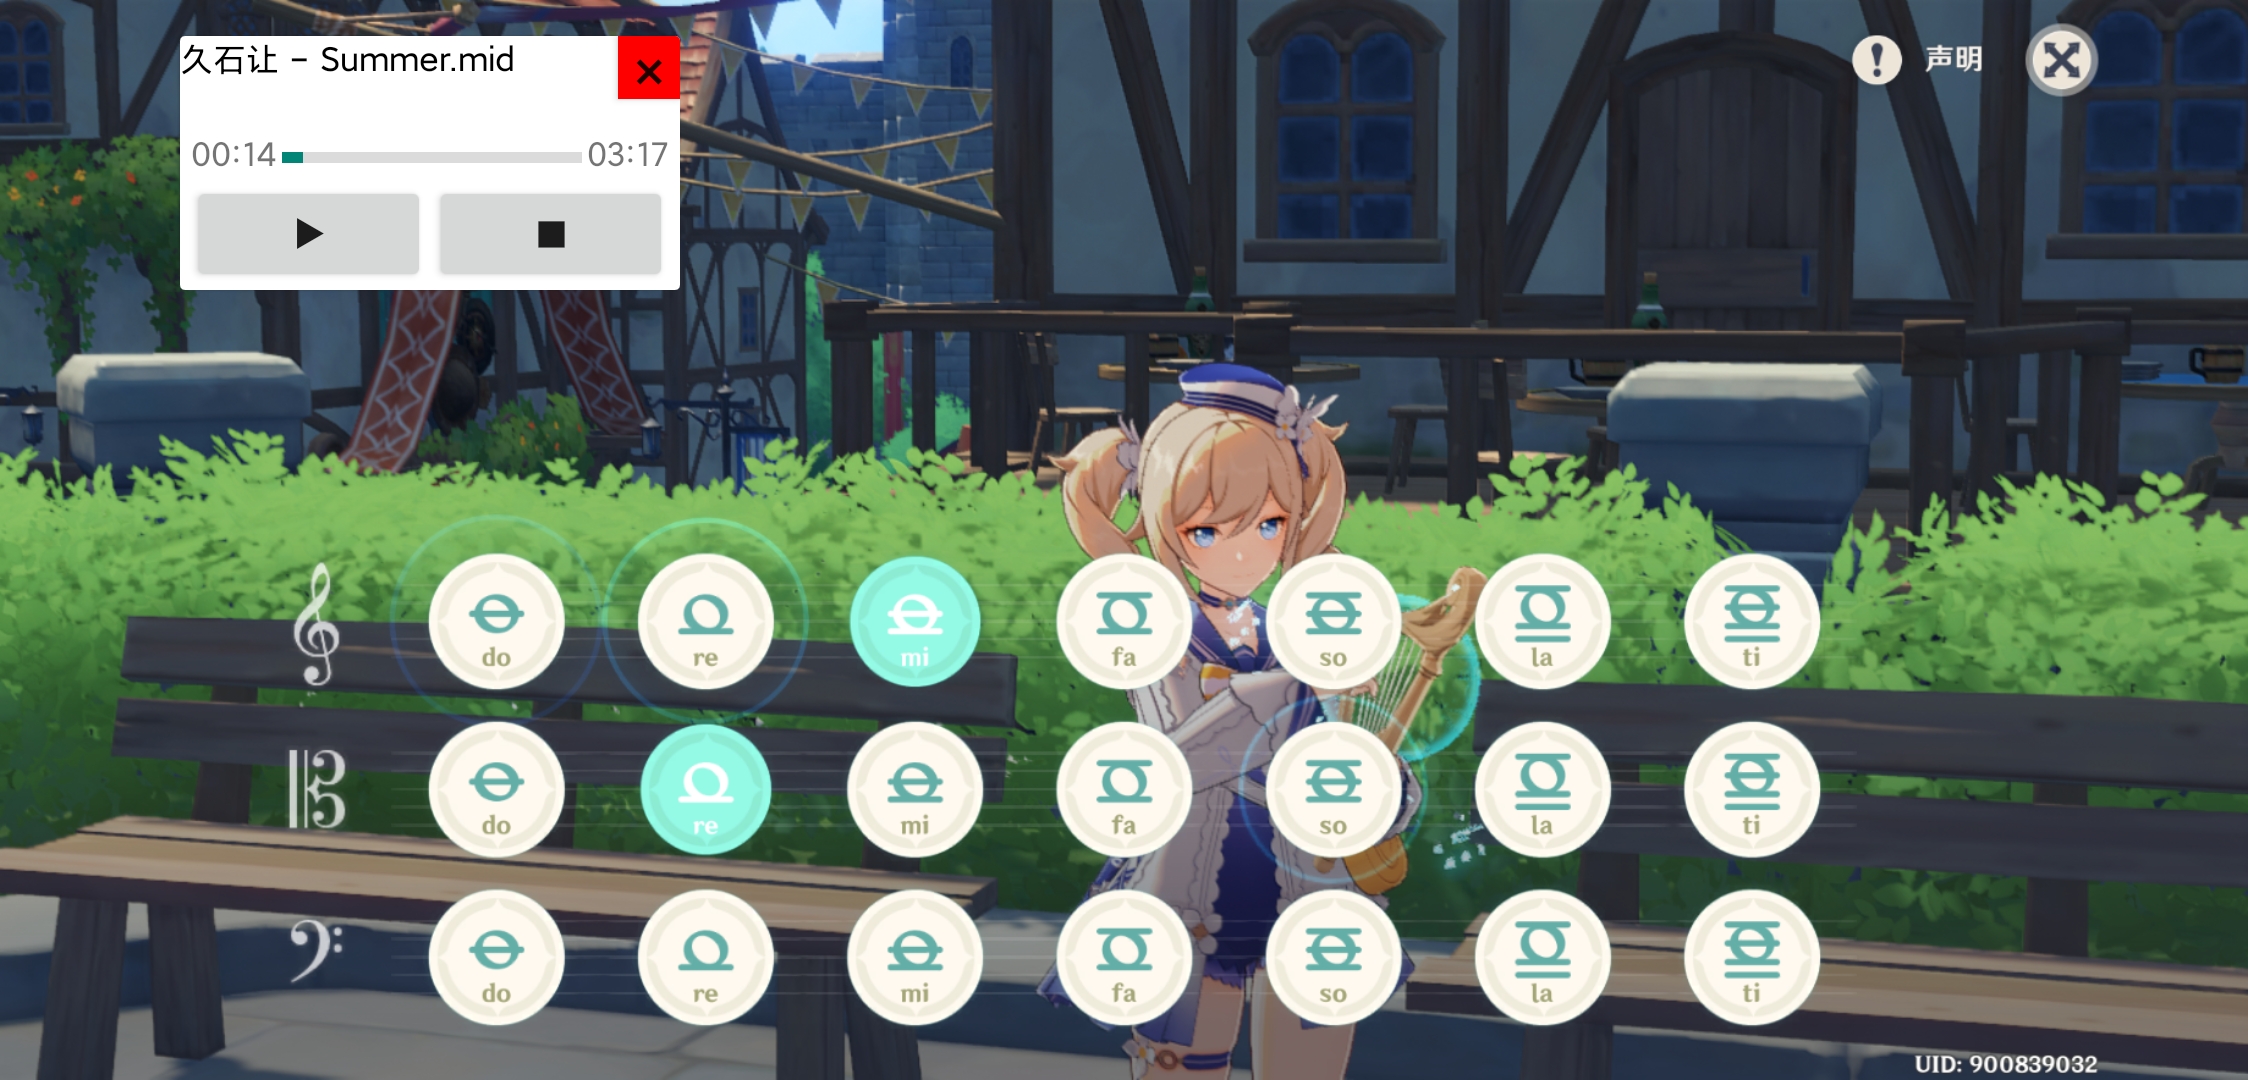 久石让 - Summer.mid
00:14 03:17
声明
do re mi fa so la ti
do re mi fa so la ti
do re mi fa so la ti
UID: 900839032